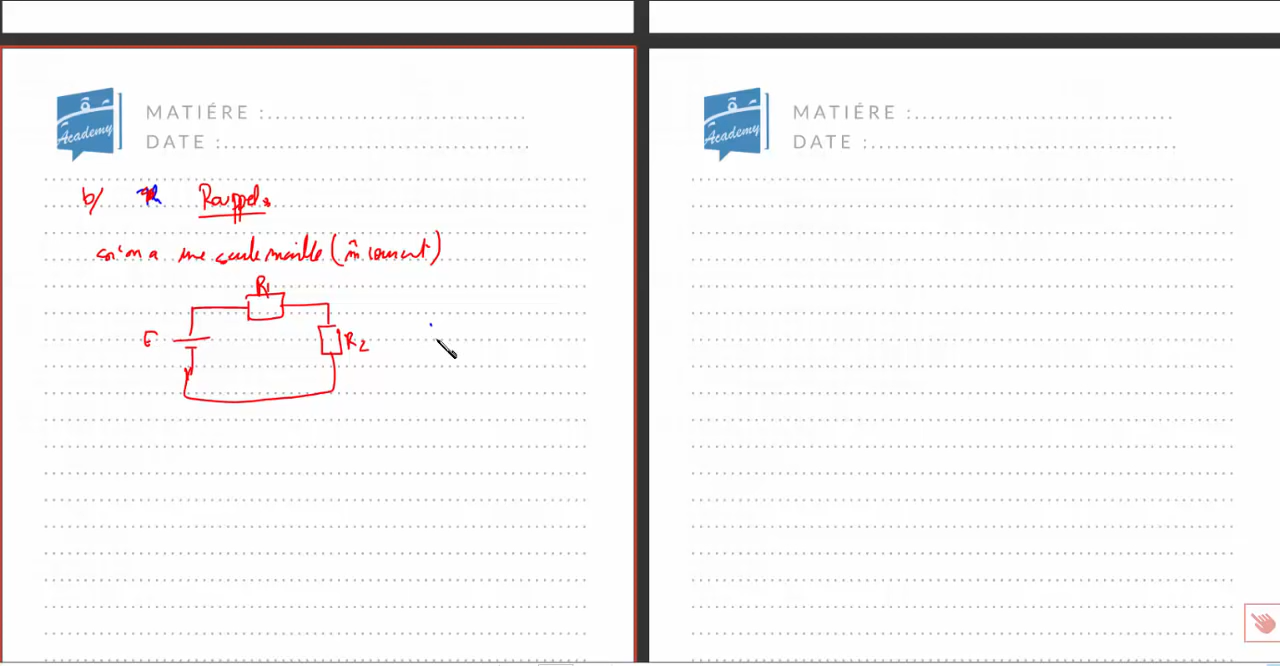 Academy MATIÉRE :
DATE :
b/ Rappel
si on a une seule maille (m̂ courant)
R1
E R2
Academy MATIÉRE :
DATE :